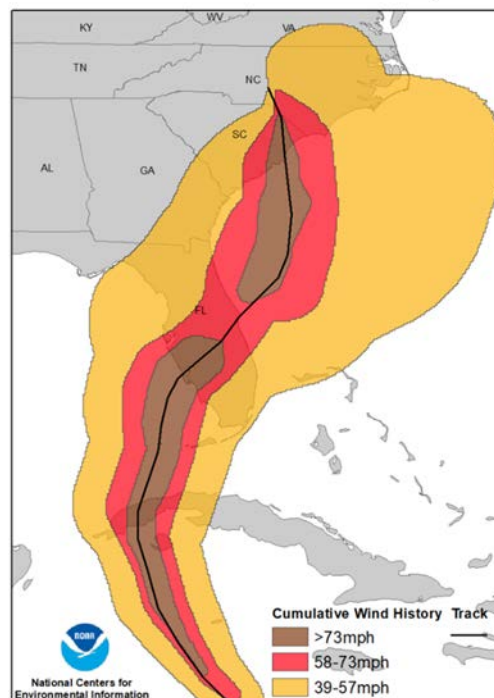 KY
WV
VA
TN
NC
SC
AL
GA
FL
Cumulative Wind History Track
>73mph
58-73mph
39-57mph
NOAA
National Centers for
Environmental Information